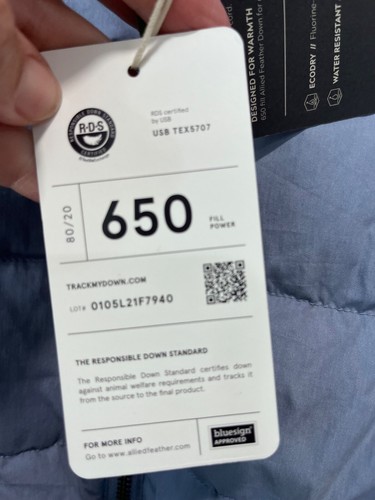 RESPONSIBLE DOWN STANDARD
R·D·S
CERTIFIED
RDS certified
by USB
USB TEX5707
80/20
650
FILL
POWER
TRACKMYDOWN.COM
LOT# 0105L21F7940
THE RESPONSIBLE DOWN STANDARD
The Responsible Down Standard certifies down
against animal welfare requirements and tracks it
from the source to the final product.
FOR MORE INFO
Go to www.alliedfeather.com
bluesign®
APPROVED
DESIGNED FOR WARMTH
650 fill Allied Feather Down for
ECODRY // Fluorine-
WATER RESISTANT